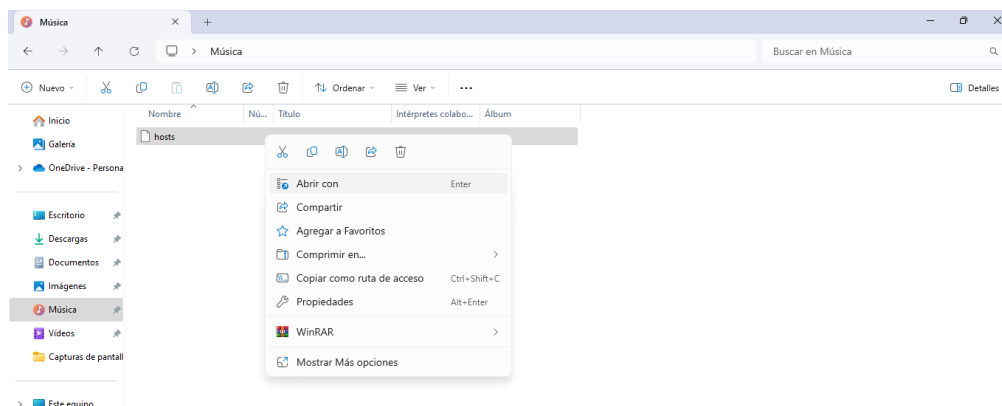 Música
Música
Buscar en Música
Nuevo
Ordenar
Ver
Detalles
Nombre
Nú...
Título
Intérpretes colabo...
Álbum
Inicio
Galería
OneDrive - Persona
Escritorio
Descargas
Documentos
Imágenes
Música
Vídeos
Capturas de pantall
Este equipo
hosts
Abrir con Enter
Compartir
Agregar a Favoritos
Comprimir en...
Copiar como ruta de acceso Ctrl+Shift+C
Propiedades Alt+Enter
WinRAR
Mostrar Más opciones